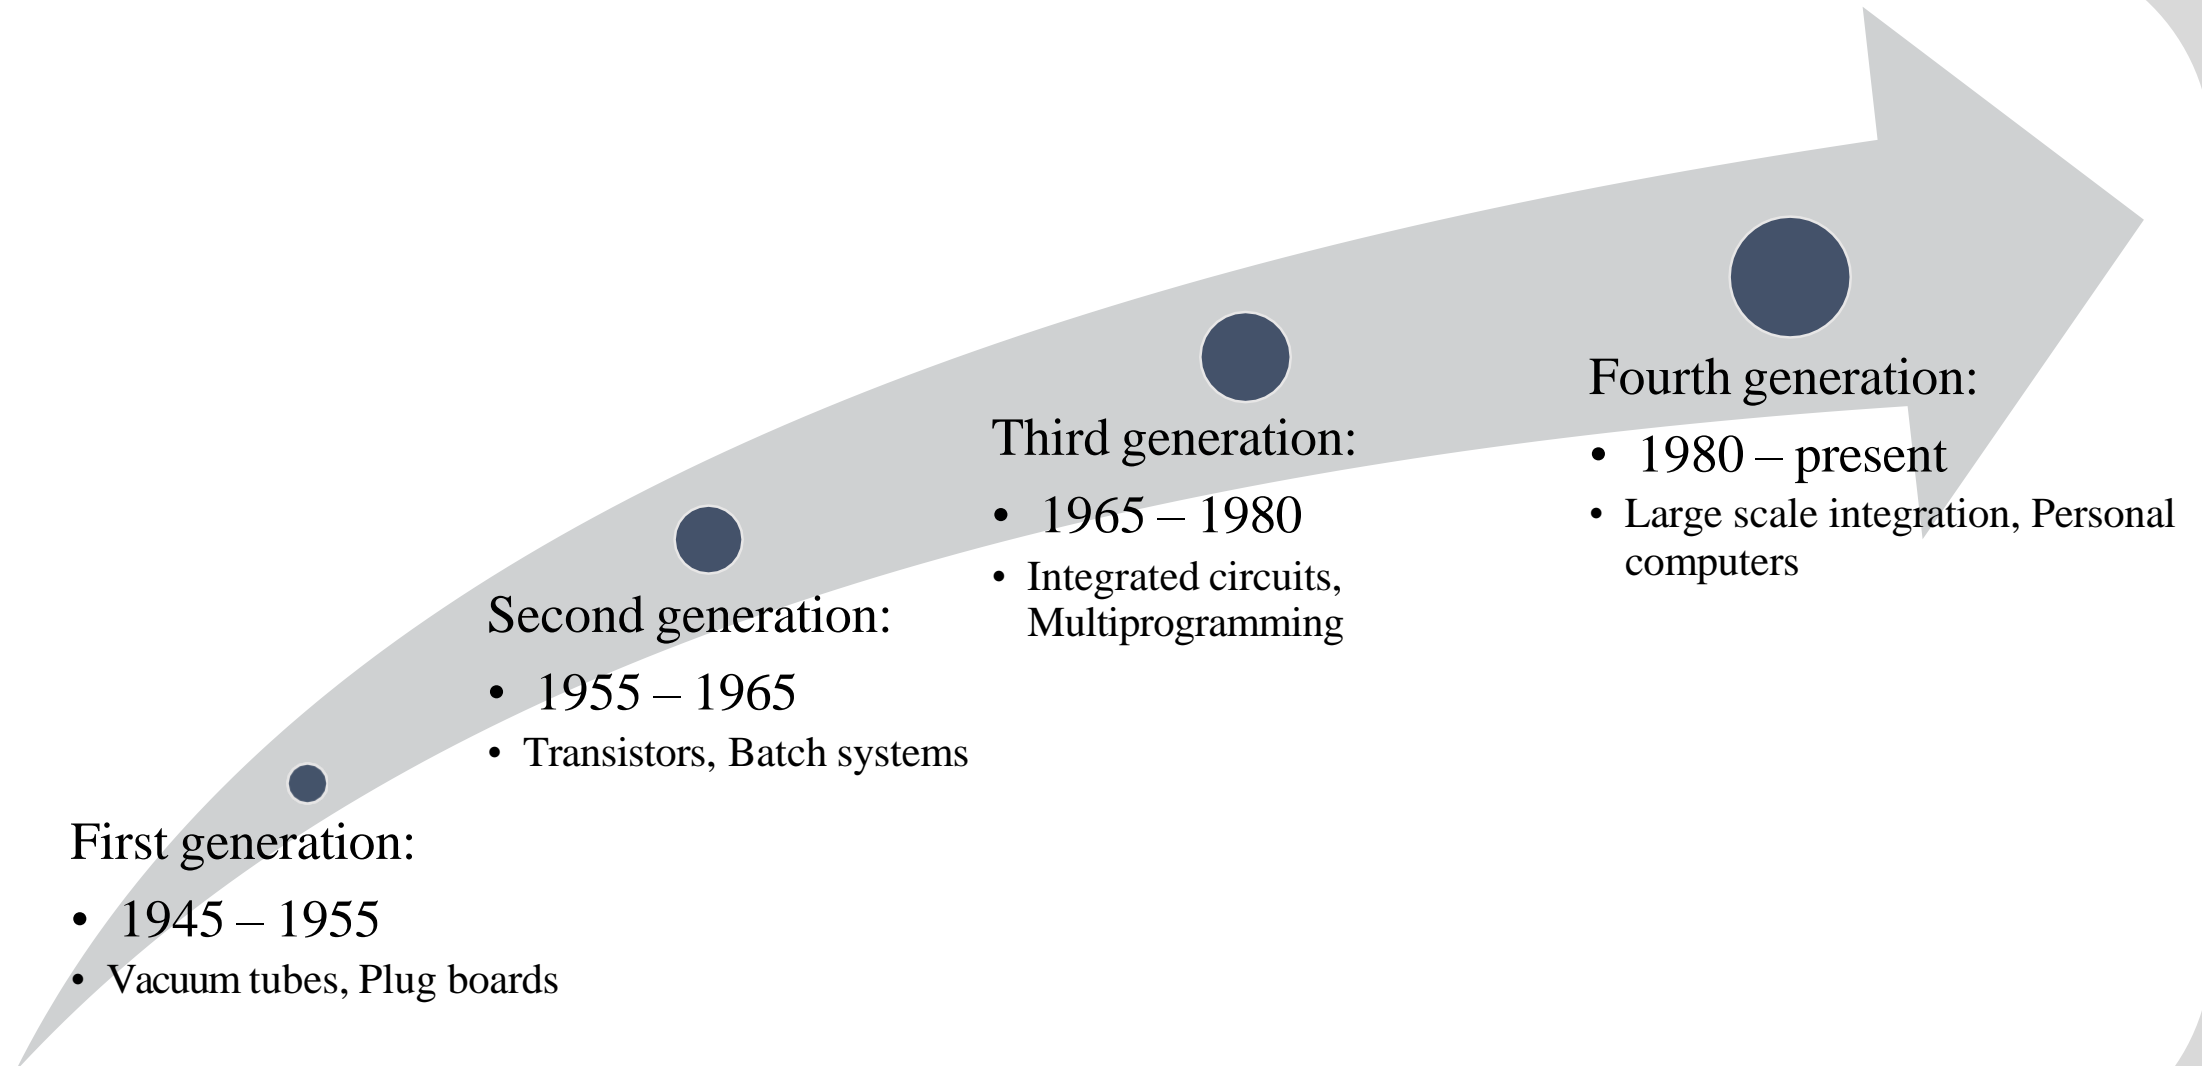 First generation:
• 1945 – 1955
• Vacuum tubes, Plug boards
Second generation:
• 1955 – 1965
• Transistors, Batch systems
Third generation:
• 1965 – 1980
• Integrated circuits,
Multiprogramming
Fourth generation:
• 1980 – present
• Large scale integration, Personal
computers